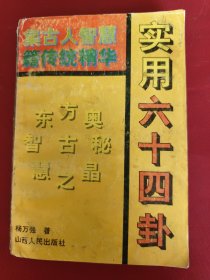 集古人智慧
萃传统精华
实用六十四卦
东方奥秘
智古
慧之晶
杨万强 著
山西人民出版社